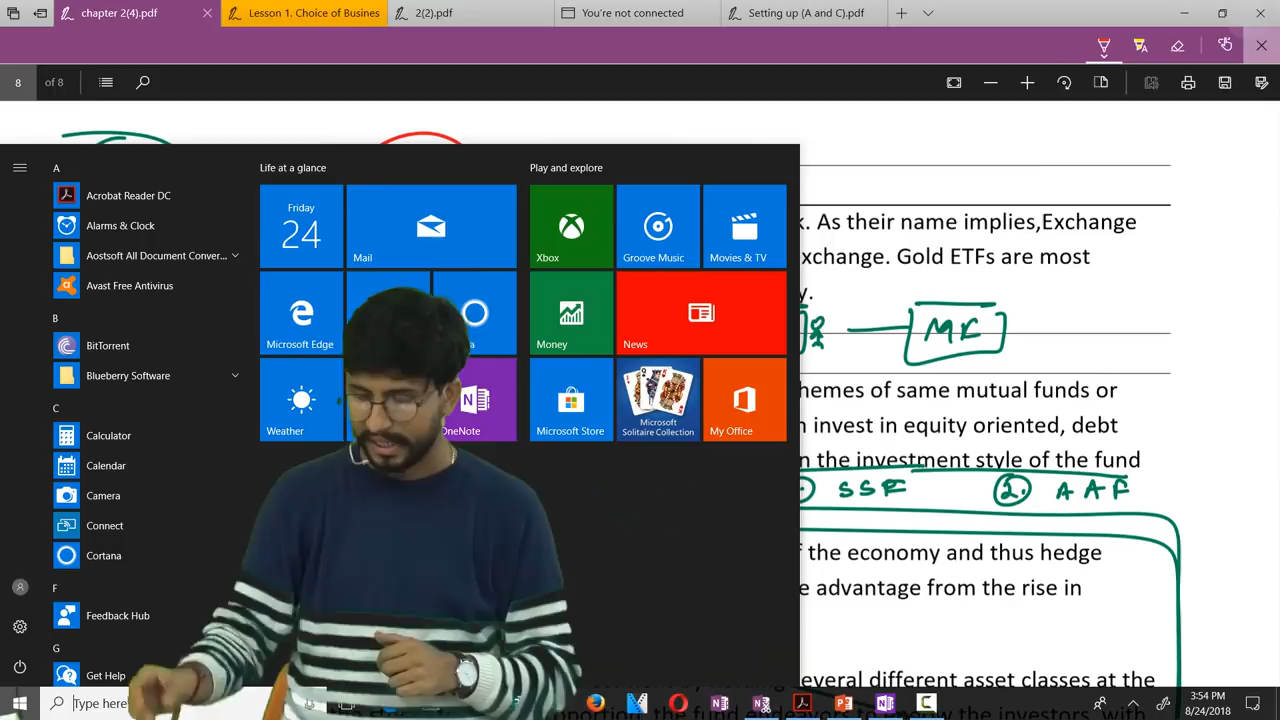 chapter 2(4).pdf
Lesson 1. Choice of Busines
2(2).pdf
You're not connected
Setting up (A and C).pdf
8 of 8
A
Acrobat Reader DC
Alarms & Clock
Aostsoft All Document Conver...
Avast Free Antivirus
B
BitTorrent
Blueberry Software
C
Calculator
Calendar
Camera
Connect
Cortana
F
Feedback Hub
G
Get Help
Type here
Life at a glance
Friday
24
Mail
Microsoft Edge
Weather
OneNote
Play and explore
Xbox
Groove Music
Movies & TV
Money
News
Microsoft Store
Microsoft
Solitaire Collection
My Office
k. As their name implies,Exchange
xchange. Gold ETFs are most
y.
hemes of same mutual funds or
n invest in equity oriented, debt
n the investment style of the fund
SSF 2. AAF
f the economy and thus hedge
e advantage from the rise in
everal different asset classes at the
3:54 PM
8/24/2018